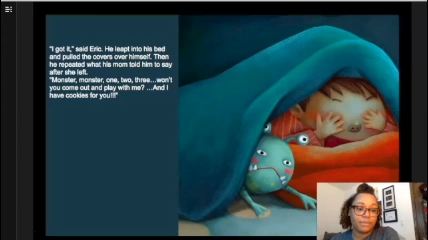 "I got it," said Eric. He leapt into his bed
and pulled the covers over himself. Then
he repeated what his mom told him to say
after she left.
"Monster, monster, one, two, three...won't
you come out and play with me? ...And I
have cookies for you!!!"